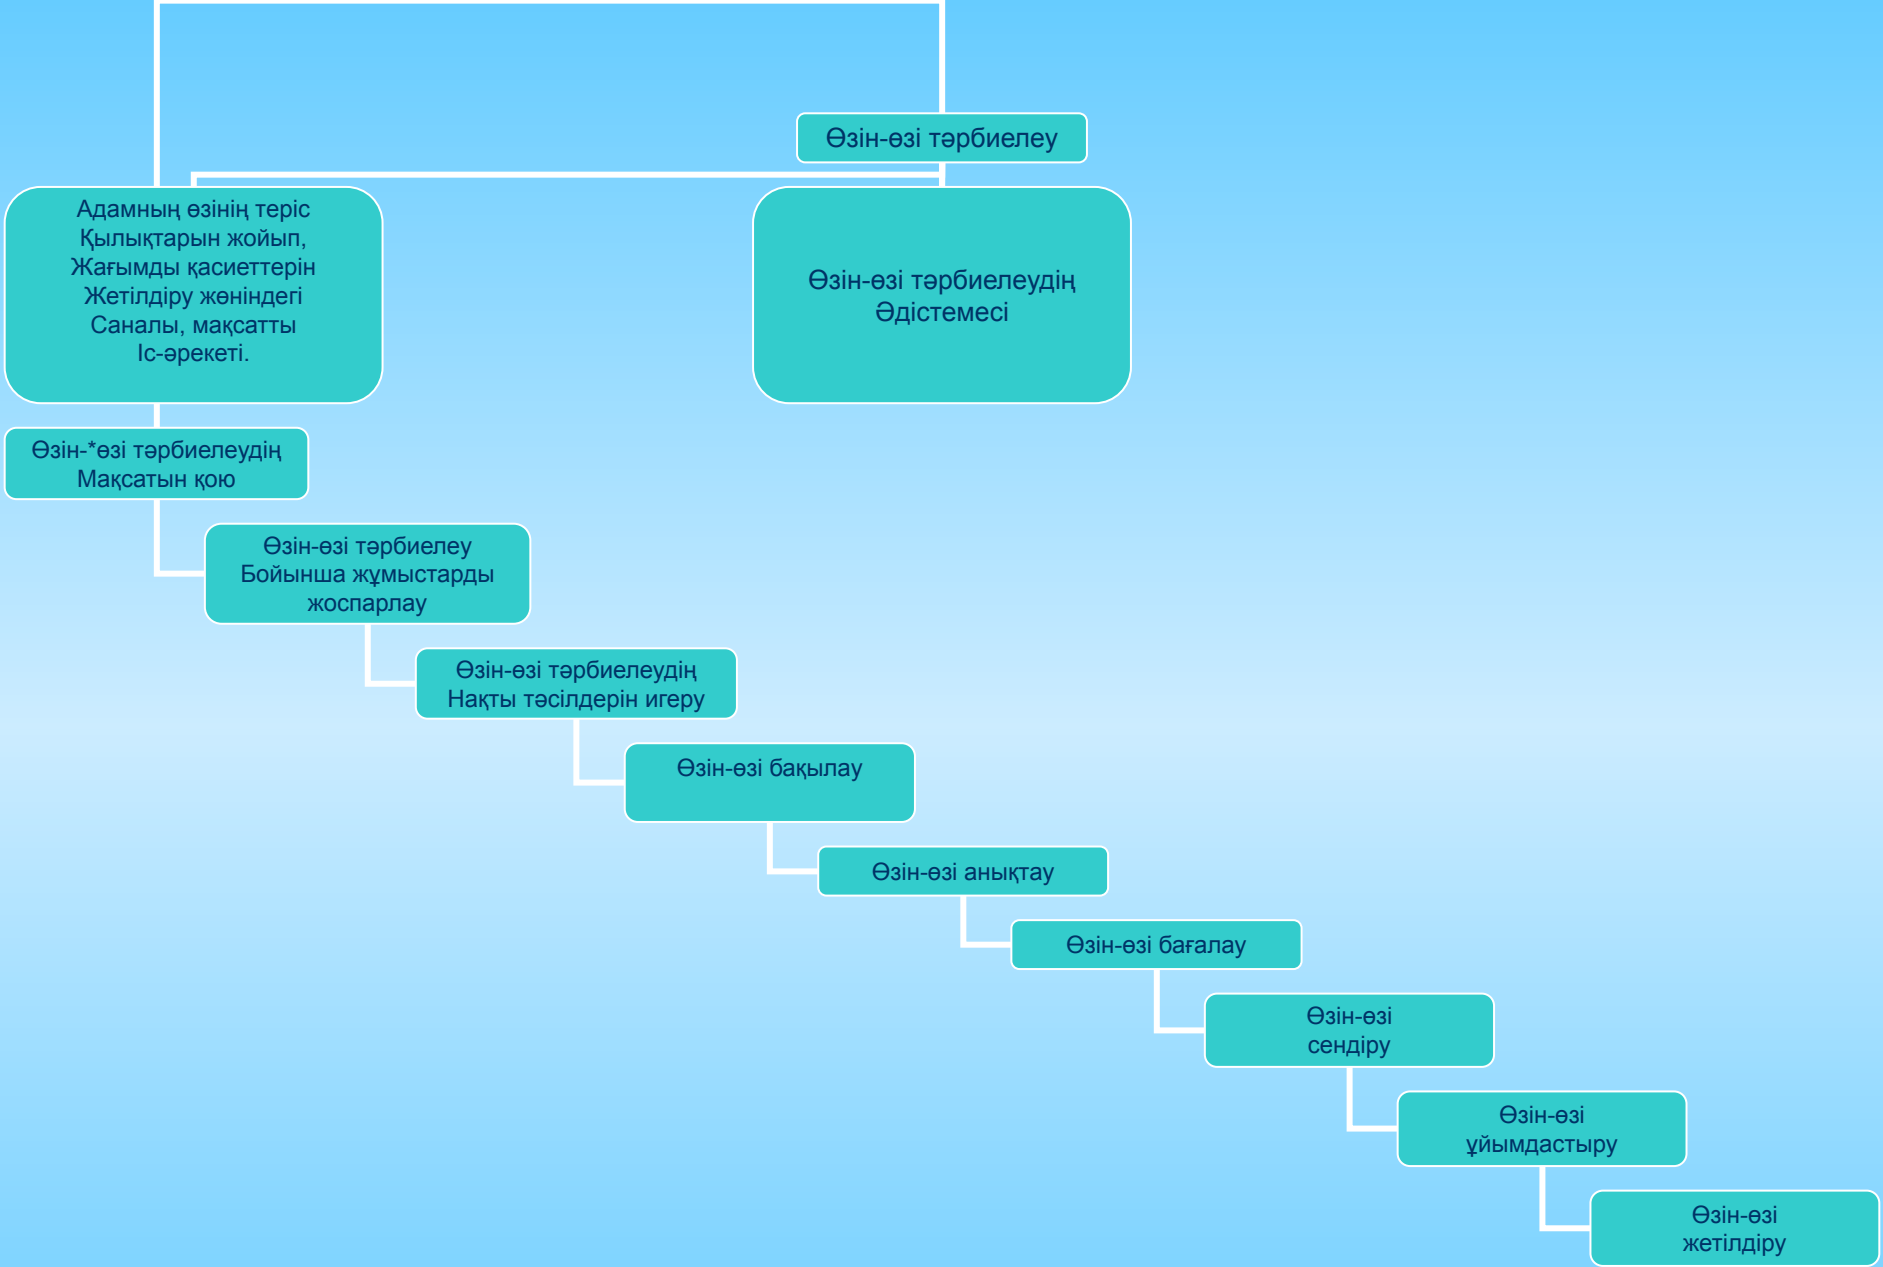 Өзін-өзі тәрбиелеу
Адамның өзінің теріс
Қылықтарын жойып,
Жағымды қасиеттерін
Жетілдіру жөніндегі
Саналы, мақсатты
Іс-әрекеті.
Өзін-өзі тәрбиелеудің
Әдістемесі
Өзін-*өзі тәрбиелеудің
Мақсатын қою
Өзін-өзі тәрбиелеу
Бойынша жұмыстарды
жоспарлау
Өзін-өзі тәрбиелеудің
Нақты тәсілдерін игеру
Өзін-өзі бақылау
Өзін-өзі анықтау
Өзін-өзі бағалау
Өзін-өзі
сендіру
Өзін-өзі
ұйымдастыру
Өзін-өзі
жетілдіру